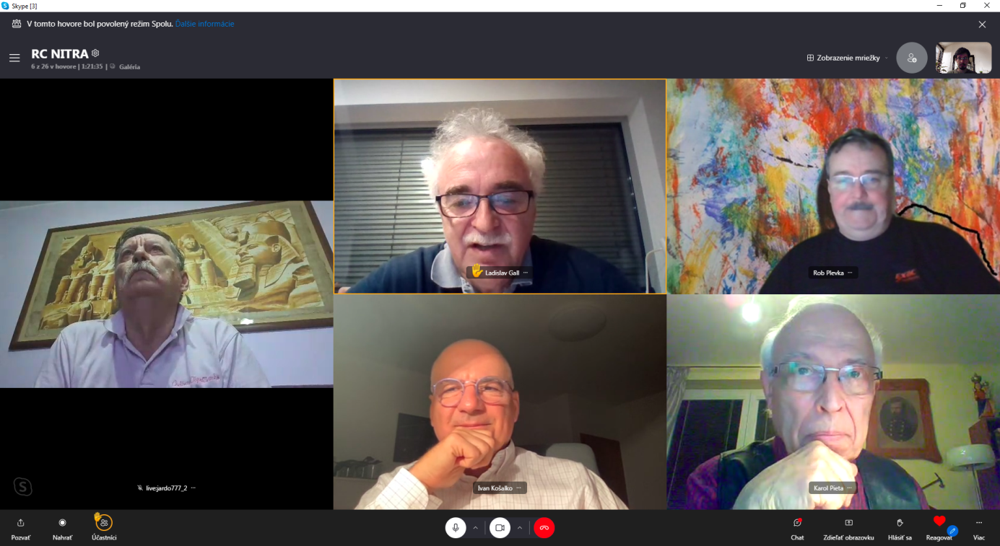 Skype [3]
V tomto hovore bol povolený režim Spolu. Ďalšie informácie
RC NITRA
6 z 26 v hovore | 1:21:35 | Galéria
Zobrazenie mriežky
Ladislav Gall ...
Rob Plevka ...
live:jardo777_2 ...
Ivan Košalko ...
Karol Pieta ...
S
Pozvať
Nahrať
Účastníci
Chat
Zdieľať obrazovku
Hlásiť sa
Reagovať
Viac